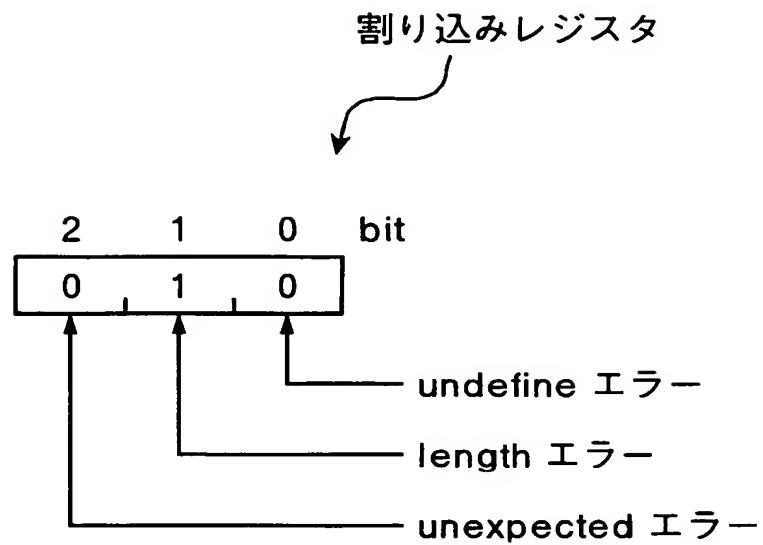 割り込みレジスタ
2 1 0 bit
0 1 0
undefine エラー
length エラー
unexpected エラー